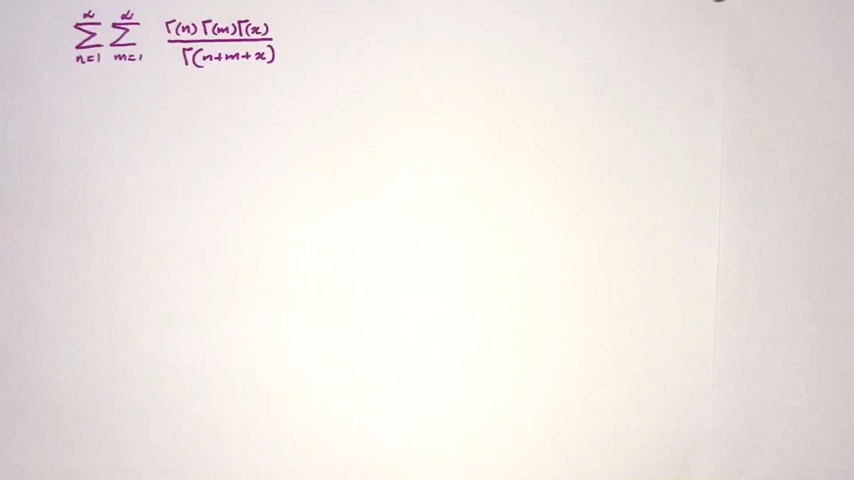 ∞ ∞
∑ ∑ Γ(n)Γ(m)Γ(x) / Γ(n+m+x)
n=1 m=1